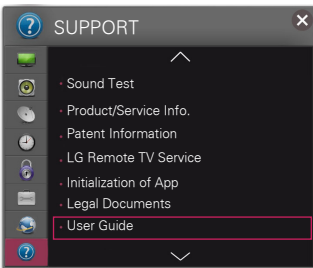 SUPPORT
Sound Test
Product/Service Info.
Patent Information
LG Remote TV Service
Initialization of App
Legal Documents
User Guide